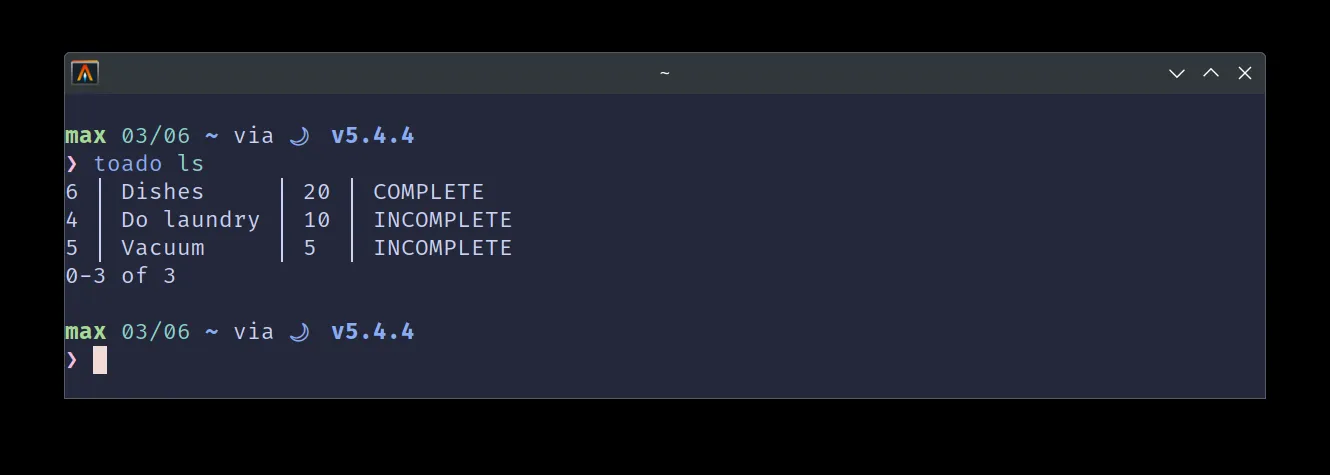 ~
max 03/06 ~ via 🌙 v5.4.4
❯ toado ls
6 │ Dishes │ 20 │ COMPLETE
4 │ Do laundry │ 10 │ INCOMPLETE
5 │ Vacuum │ 5 │ INCOMPLETE
0-3 of 3
max 03/06 ~ via 🌙 v5.4.4
❯